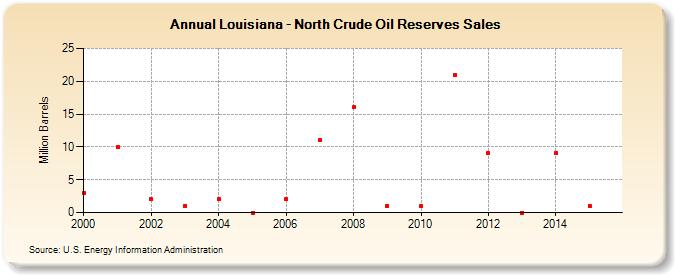 Annual Louisiana - North Crude Oil Reserves Sales
Million Barrels
25
20
15
10
5
0
2000 2002 2004 2006 2008 2010 2012 2014
Source: U.S. Energy Information Administration